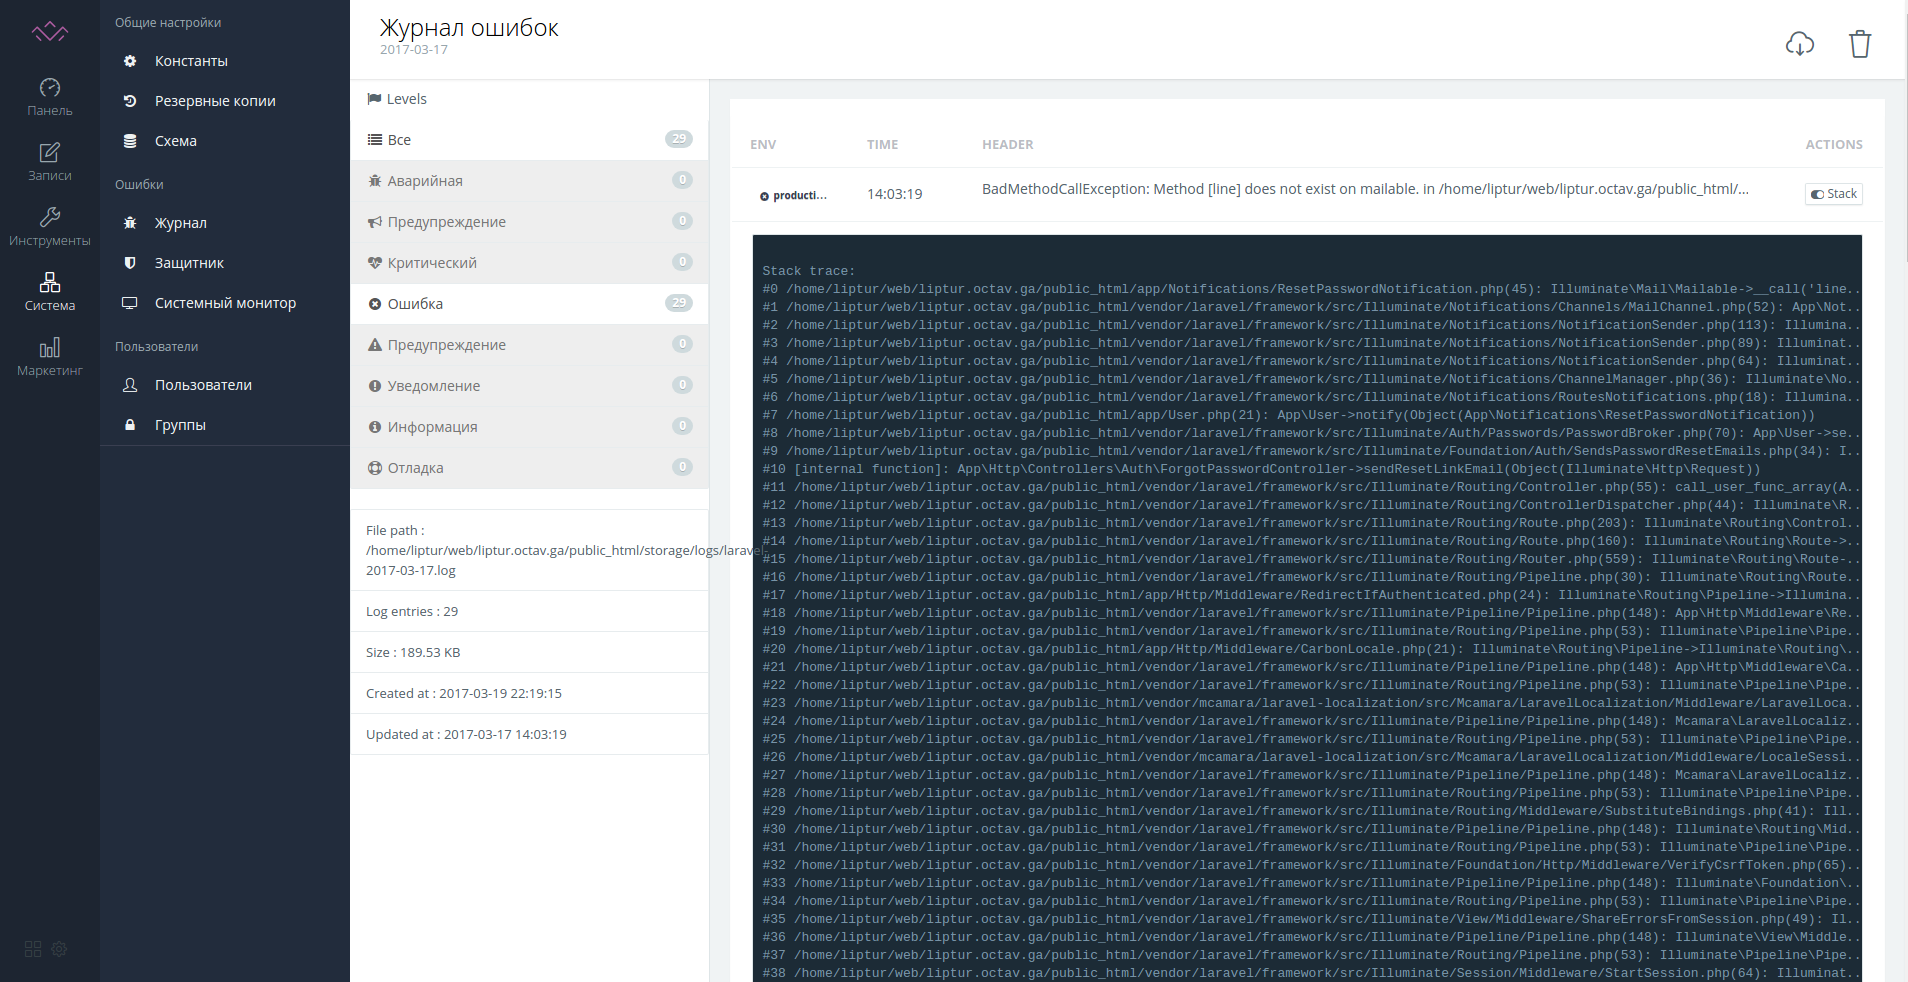 Панель
Записи
Инструменты
Система
Маркетинг
Общие настройки
Константы
Резервные копии
Схема
Ошибки
Журнал
Защитник
Системный монитор
Пользователи
Пользователи
Группы
Журнал ошибок
2017-03-17
Levels
Все 29
Аварийная 0
Предупреждение 0
Критический 0
Ошибка 29
Предупреждение 0
Уведомление 0
Информация 0
Отладка 0
File path :
/home/liptur/web/liptur.octav.ga/public_html/storage/logs/laravel-
2017-03-17.log
Log entries : 29
Size : 189.53 KB
Created at : 2017-03-19 22:19:15
Updated at : 2017-03-17 14:03:19
ENV TIME HEADER ACTIONS
producti... 14:03:19 BadMethodCallException: Method [line] does not exist on mailable. in /home/liptur/web/liptur.octav.ga/public_html/... Stack
Stack trace:
#0 /home/liptur/web/liptur.octav.ga/public_html/app/Notifications/ResetPasswordNotification.php(45): Illuminate\Mail\Mailable->__call('line..
#1 /home/liptur/web/liptur.octav.ga/public_html/vendor/laravel/framework/src/Illuminate/Notifications/Channels/MailChannel.php(52): App\Not..
#2 /home/liptur/web/liptur.octav.ga/public_html/vendor/laravel/framework/src/Illuminate/Notifications/NotificationSender.php(113): Illumina..
#3 /home/liptur/web/liptur.octav.ga/public_html/vendor/laravel/framework/src/Illuminate/Notifications/NotificationSender.php(89): Illuminat..
#4 /home/liptur/web/liptur.octav.ga/public_html/vendor/laravel/framework/src/Illuminate/Notifications/NotificationSender.php(64): Illuminat..
#5 /home/liptur/web/liptur.octav.ga/public_html/vendor/laravel/framework/src/Illuminate/Notifications/ChannelManager.php(36): Illuminate\No..
#6 /home/liptur/web/liptur.octav.ga/public_html/vendor/laravel/framework/src/Illuminate/Notifications/RoutesNotifications.php(18): Illumina..
#7 /home/liptur/web/liptur.octav.ga/public_html/app/User.php(21): App\User->notify(Object(App\Notifications\ResetPasswordNotification))
#8 /home/liptur/web/liptur.octav.ga/public_html/vendor/laravel/framework/src/Illuminate/Auth/Passwords/PasswordBroker.php(70): App\User->se..
#9 /home/liptur/web/liptur.octav.ga/public_html/vendor/laravel/framework/src/Illuminate/Foundation/Auth/SendsPasswordResetEmails.php(34): I..
#10 [internal function]: App\Http\Controllers\Auth\ForgotPasswordController->sendResetLinkEmail(Object(Illuminate\Http\Request))
#11 /home/liptur/web/liptur.octav.ga/public_html/vendor/laravel/framework/src/Illuminate/Routing/Controller.php(55): call_user_func_array(A..
#12 /home/liptur/web/liptur.octav.ga/public_html/vendor/laravel/framework/src/Illuminate/Routing/ControllerDispatcher.php(44): Illuminate\R..
#13 /home/liptur/web/liptur.octav.ga/public_html/vendor/laravel/framework/src/Illuminate/Routing/Route.php(203): Illuminate\Routing\Control..
#14 /home/liptur/web/liptur.octav.ga/public_html/vendor/laravel/framework/src/Illuminate/Routing/Route.php(160): Illuminate\Routing\Route->..
#15 /home/liptur/web/liptur.octav.ga/public_html/vendor/laravel/framework/src/Illuminate/Routing/Router.php(559): Illuminate\Routing\Route-..
#16 /home/liptur/web/liptur.octav.ga/public_html/vendor/laravel/framework/src/Illuminate/Routing/Pipeline.php(30): Illuminate\Routing\Route..
#17 /home/liptur/web/liptur.octav.ga/public_html/app/Http/Middleware/RedirectIfAuthenticated.php(24): Illuminate\Routing\Pipeline->Illumina..
#18 /home/liptur/web/liptur.octav.ga/public_html/vendor/laravel/framework/src/Illuminate/Pipeline/Pipeline.php(148): App\Http\Middleware\Re..
#19 /home/liptur/web/liptur.octav.ga/public_html/vendor/laravel/framework/src/Illuminate/Routing/Pipeline.php(53): Illuminate\Pipeline\Pipe..
#20 /home/liptur/web/liptur.octav.ga/public_html/app/Http/Middleware/CarbonLocale.php(21): Illuminate\Routing\Pipeline->Illuminate\Routing\..
#21 /home/liptur/web/liptur.octav.ga/public_html/vendor/laravel/framework/src/Illuminate/Pipeline/Pipeline.php(148): App\Http\Middleware\Ca..
#22 /home/liptur/web/liptur.octav.ga/public_html/vendor/laravel/framework/src/Illuminate/Routing/Pipeline.php(53): Illuminate\Pipeline\Pipe..
#23 /home/liptur/web/liptur.octav.ga/public_html/vendor/mcamara/laravel-localization/src/Mcamara/LaravelLocalization/Middleware/LaravelLoca..
#24 /home/liptur/web/liptur.octav.ga/public_html/vendor/laravel/framework/src/Illuminate/Pipeline/Pipeline.php(148): Mcamara\LaravelLocaliz..
#25 /home/liptur/web/liptur.octav.ga/public_html/vendor/laravel/framework/src/Illuminate/Routing/Pipeline.php(53): Illuminate\Pipeline\Pipe..
#26 /home/liptur/web/liptur.octav.ga/public_html/vendor/mcamara/laravel-localization/src/Mcamara/LaravelLocalization/Middleware/LocaleSessi..
#27 /home/liptur/web/liptur.octav.ga/public_html/vendor/laravel/framework/src/Illuminate/Pipeline/Pipeline.php(148): Mcamara\LaravelLocaliz..
#28 /home/liptur/web/liptur.octav.ga/public_html/vendor/laravel/framework/src/Illuminate/Routing/Pipeline.php(53): Illuminate\Pipeline\Pipe..
#29 /home/liptur/web/liptur.octav.ga/public_html/vendor/laravel/framework/src/Illuminate/Routing/Middleware/SubstituteBindings.php(41): Ill..
#30 /home/liptur/web/liptur.octav.ga/public_html/vendor/laravel/framework/src/Illuminate/Pipeline/Pipeline.php(148): Illuminate\Routing\Mid..
#31 /home/liptur/web/liptur.octav.ga/public_html/vendor/laravel/framework/src/Illuminate/Routing/Pipeline.php(53): Illuminate\Pipeline\Pipe..
#32 /home/liptur/web/liptur.octav.ga/public_html/vendor/laravel/framework/src/Illuminate/Foundation/Http/Middleware/VerifyCsrfToken.php(65)..
#33 /home/liptur/web/liptur.octav.ga/public_html/vendor/laravel/framework/src/Illuminate/Pipeline/Pipeline.php(148): Illuminate\Foundation\..
#34 /home/liptur/web/liptur.octav.ga/public_html/vendor/laravel/framework/src/Illuminate/Routing/Pipeline.php(53): Illuminate\Pipeline\Pipe..
#35 /home/liptur/web/liptur.octav.ga/public_html/vendor/laravel/framework/src/Illuminate/View/Middleware/ShareErrorsFromSession.php(49): Il..
#36 /home/liptur/web/liptur.octav.ga/public_html/vendor/laravel/framework/src/Illuminate/Pipeline/Pipeline.php(148): Illuminate\View\Middle..
#37 /home/liptur/web/liptur.octav.ga/public_html/vendor/laravel/framework/src/Illuminate/Routing/Pipeline.php(53): Illuminate\Pipeline\Pipe..
#38 /home/liptur/web/liptur.octav.ga/public_html/vendor/laravel/framework/src/Illuminate/Session/Middleware/StartSession.php(64): Illuminat..